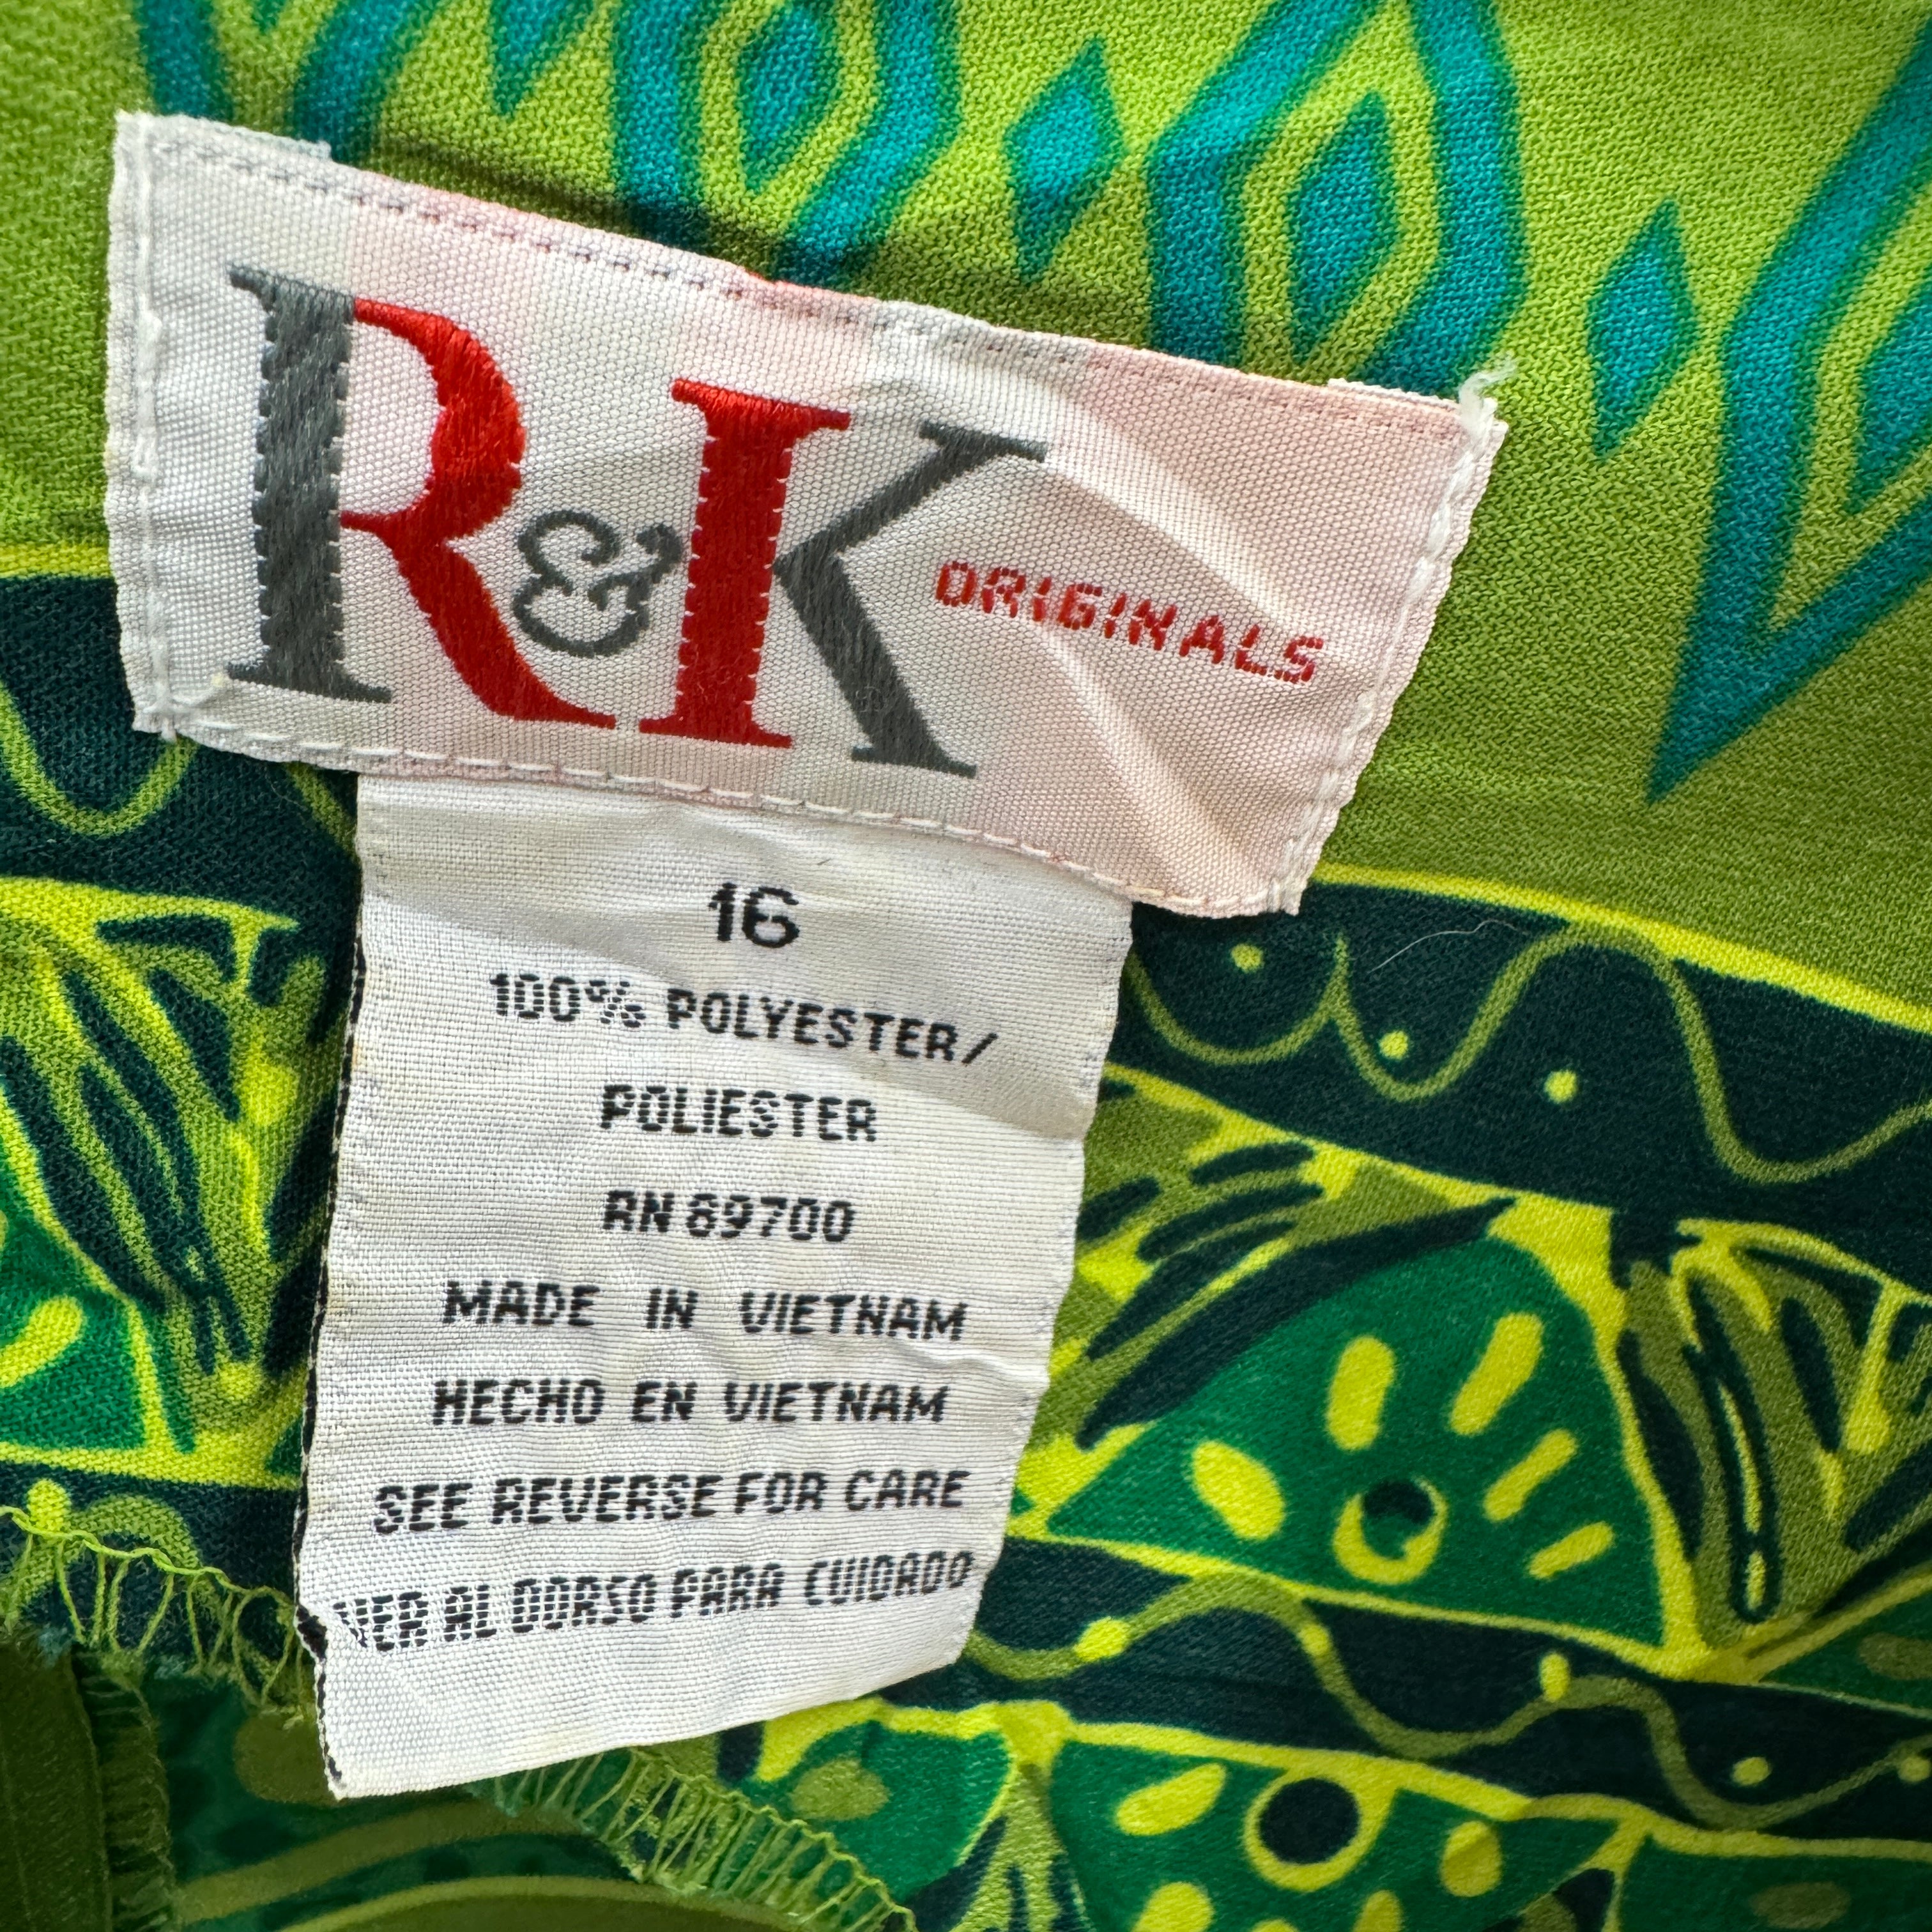 R&K ORIGINALS
16
100% POLYESTER/
POLIESTER
RN 69700
MADE IN VIETNAM
HECHO EN VIETNAM
SEE REVERSE FOR CARE
VER AL DORSO PARA CUIDADO